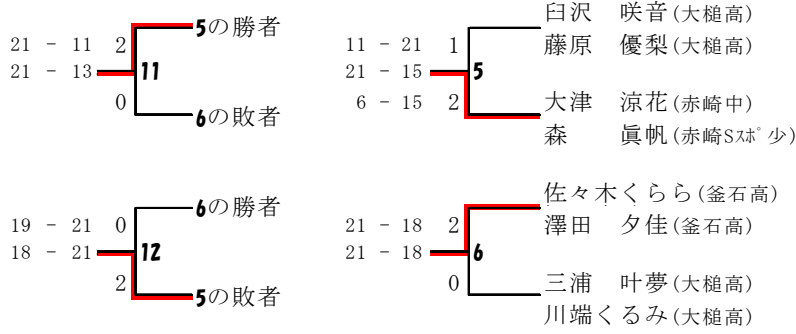 21 - 11 2 5の勝者
21 - 13 11
0 6の敗者
臼沢 咲音(大槌高)
11 - 21 1 藤原 優梨(大槌高)
21 - 15 5
6 - 15 2 大津 涼花(赤崎中)
森 眞帆(赤崎Sスポ少)
6の勝者
19 - 21 0
18 - 21 12
2 5の敗者
佐々木くらら(釜石高)
21 - 18 2 澤田 夕佳(釜石高)
21 - 18 6
0 三浦 叶夢(大槌高)
川端くるみ(大槌高)